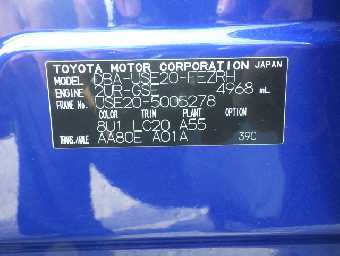 TOYOTA MOTOR CORPORATION JAPAN
MODEL DBA-USE20-FEZRH
ENGINE 2UR-GSE 4968 mL
FRAME No. USE20-5005278
COLOR TRIM PLANT OPTION
8U1 LC20 A55
TRANS./AXLE AA80E A01A 39C